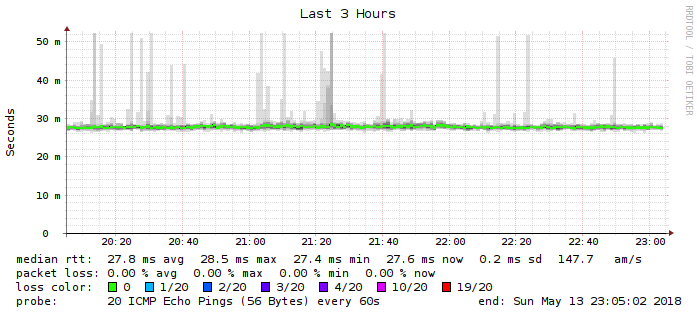 Last 3 Hours
RRDTOOL / TOBI OETIKER
Seconds
50 m
40 m
30 m
20 m
10 m
0
20:20 20:40 21:00 21:20 21:40 22:00 22:20 22:40 23:00
median rtt: 27.8 ms avg 28.5 ms max 27.4 ms min 27.6 ms now 0.2 ms sd 147.7 am/s
packet loss: 0.00 % avg 0.00 % max 0.00 % min 0.00 % now
loss color: 0 1/20 2/20 3/20 4/20 10/20 19/20
probe: 20 ICMP Echo Pings (56 Bytes) every 60s end: Sun May 13 23:05:02 2018